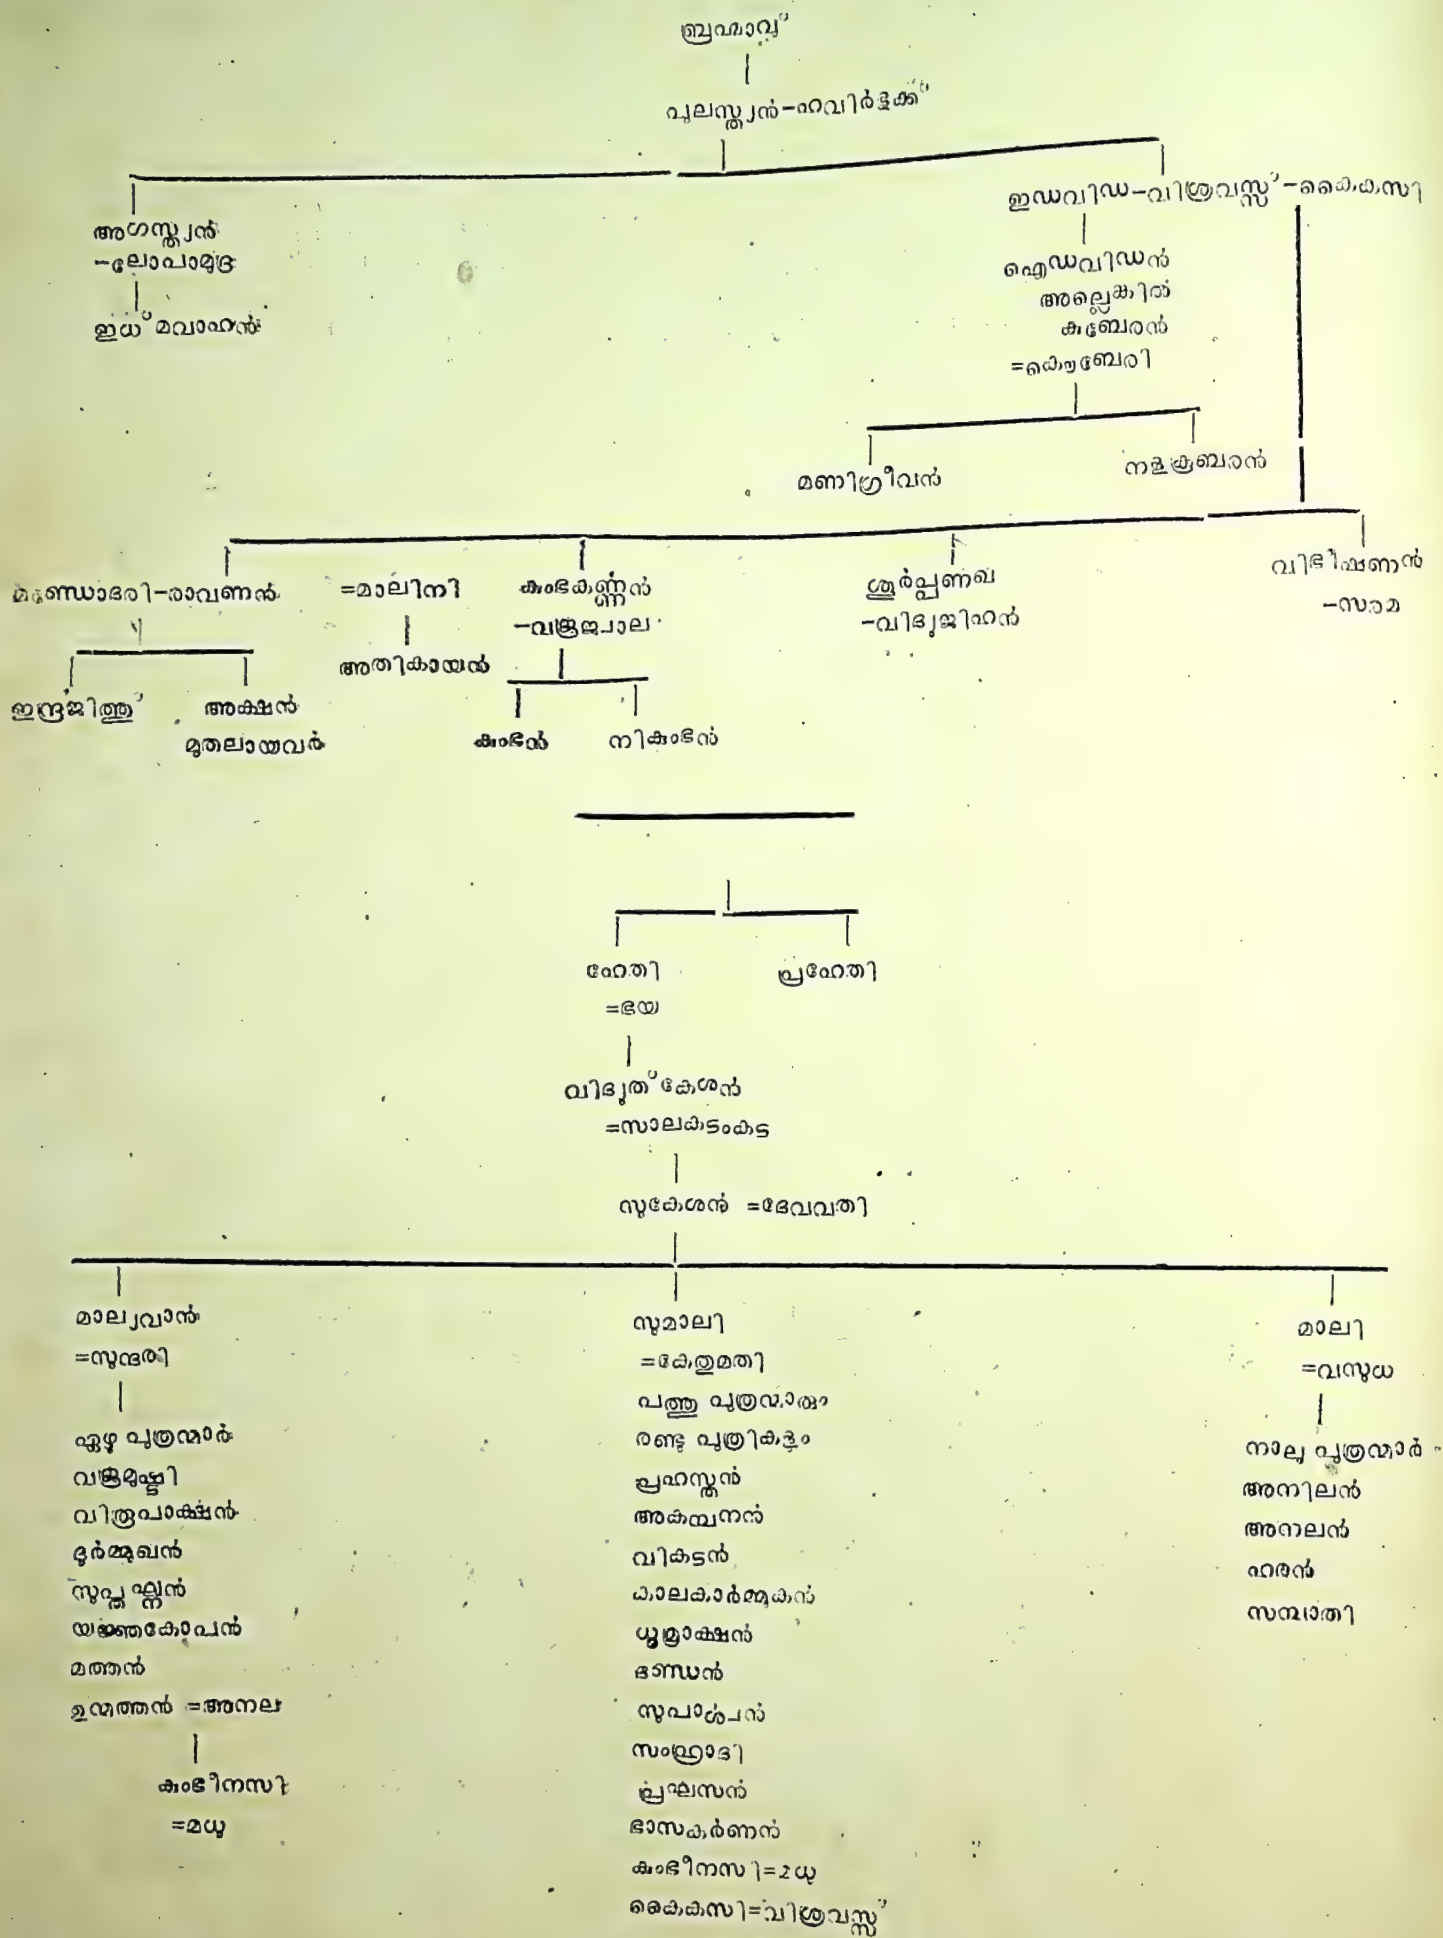 ബ്രഹ്മാവ്
പുലസ്ത്യൻ-ഹവിർഭുക്ക്
ഇഡവിഡ-വിശ്രവസ്സ്-കൈകസി
അഗസ്ത്യൻ
-ലോപാമുദ്ര
ഇധ്മവാഹൻ
ഐഡവിഡൻ
അല്ലെങ്കിൽ
കുബേരൻ
=കൌബേരി
മണിഗ്രീവൻ
നളകൂബരൻ
മണ്ഡോദരി-രാവണൻ
=മാലിനി
കുംഭകർണ്ണൻ
-വജ്രജ്വാല
ശൂർപ്പണഖ
-വിദ്യുജിഹൻ
വിഭീഷണൻ
-സരമ
അതികായൻ
ഇന്ദ്രജിത്തു്
അക്ഷൻ
മുതലായവർ
കുംഭൻ
നികുംഭൻ
ഹേതി
=ഭയ
പ്രഹേതി
വിദ്യുത്കേശൻ
=സാലകടംകട
സുകേശൻ =ദേവവതി
മാല്യവാൻ
=സുന്ദരി
ഏഴു പുത്രന്മാർ
വജ്രമുഷ്ടി
വിരൂപാക്ഷൻ
ദുർമ്മുഖൻ
സുപ്തഘ്നൻ
യജ്ഞകോപൻ
മത്തൻ
ഉന്മത്തൻ =അനല
കുംഭീനസി
=മധു
സുമാലി
=കേതുമതി
പത്തു പുത്രന്മാരും
രണ്ടു പുത്രികളും
പ്രഹസ്തൻ
അകമ്പനൻ
വികടൻ
കാലകാർമ്മുകൻ
ധൂമ്രാക്ഷൻ
ദണ്ഡൻ
സുപാർശ്വൻ
സംഹ്രാദി
പ്രഘസൻ
ഭാസകർണൻ
കുംഭീനസി=മധു
കൈകസി=വിശ്രവസ്സ്
മാലി
=വസുധ
നാലു പുത്രന്മാർ
അനിലൻ
അനലൻ
ഹരൻ
സമ്പാതി